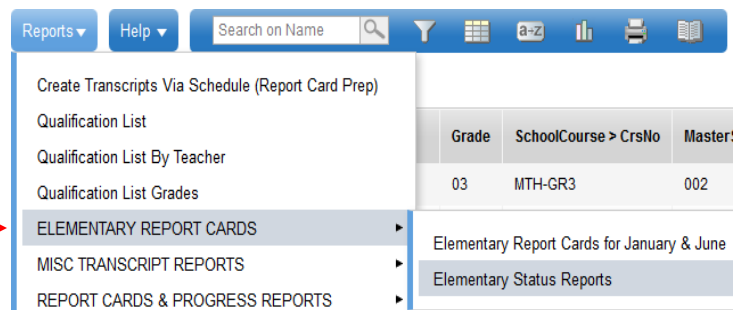 Reports Help Search on Name a-z
Create Transcripts Via Schedule (Report Card Prep)
Qualification List
Qualification List By Teacher
Qualification List Grades
ELEMENTARY REPORT CARDS
MISC TRANSCRIPT REPORTS
REPORT CARDS & PROGRESS REPORTS
Grade SchoolCourse > CrsNo Master
03 MTH-GR3 002
Elementary Report Cards for January & June
Elementary Status Reports